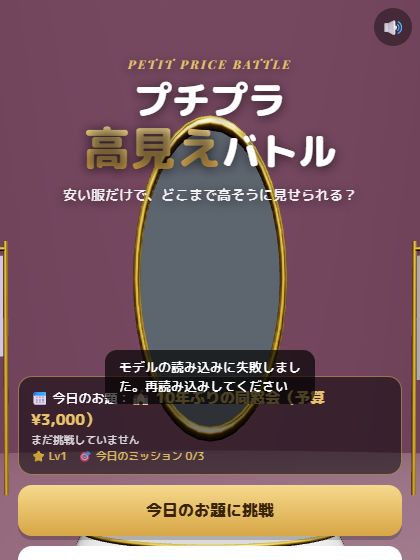 PETIT PRICE BATTLE
プチプラ
高見えバトル
安い服だけで、どこまで高そうに見せられる？
モデルの読み込みに失敗しまし
た。再読み込みしてください
今日のお題： 10年ぶりの同窓会（予算
¥3,000）
まだ挑戦していません
Lv1 今日のミッション 0/3
今日のお題に挑戦